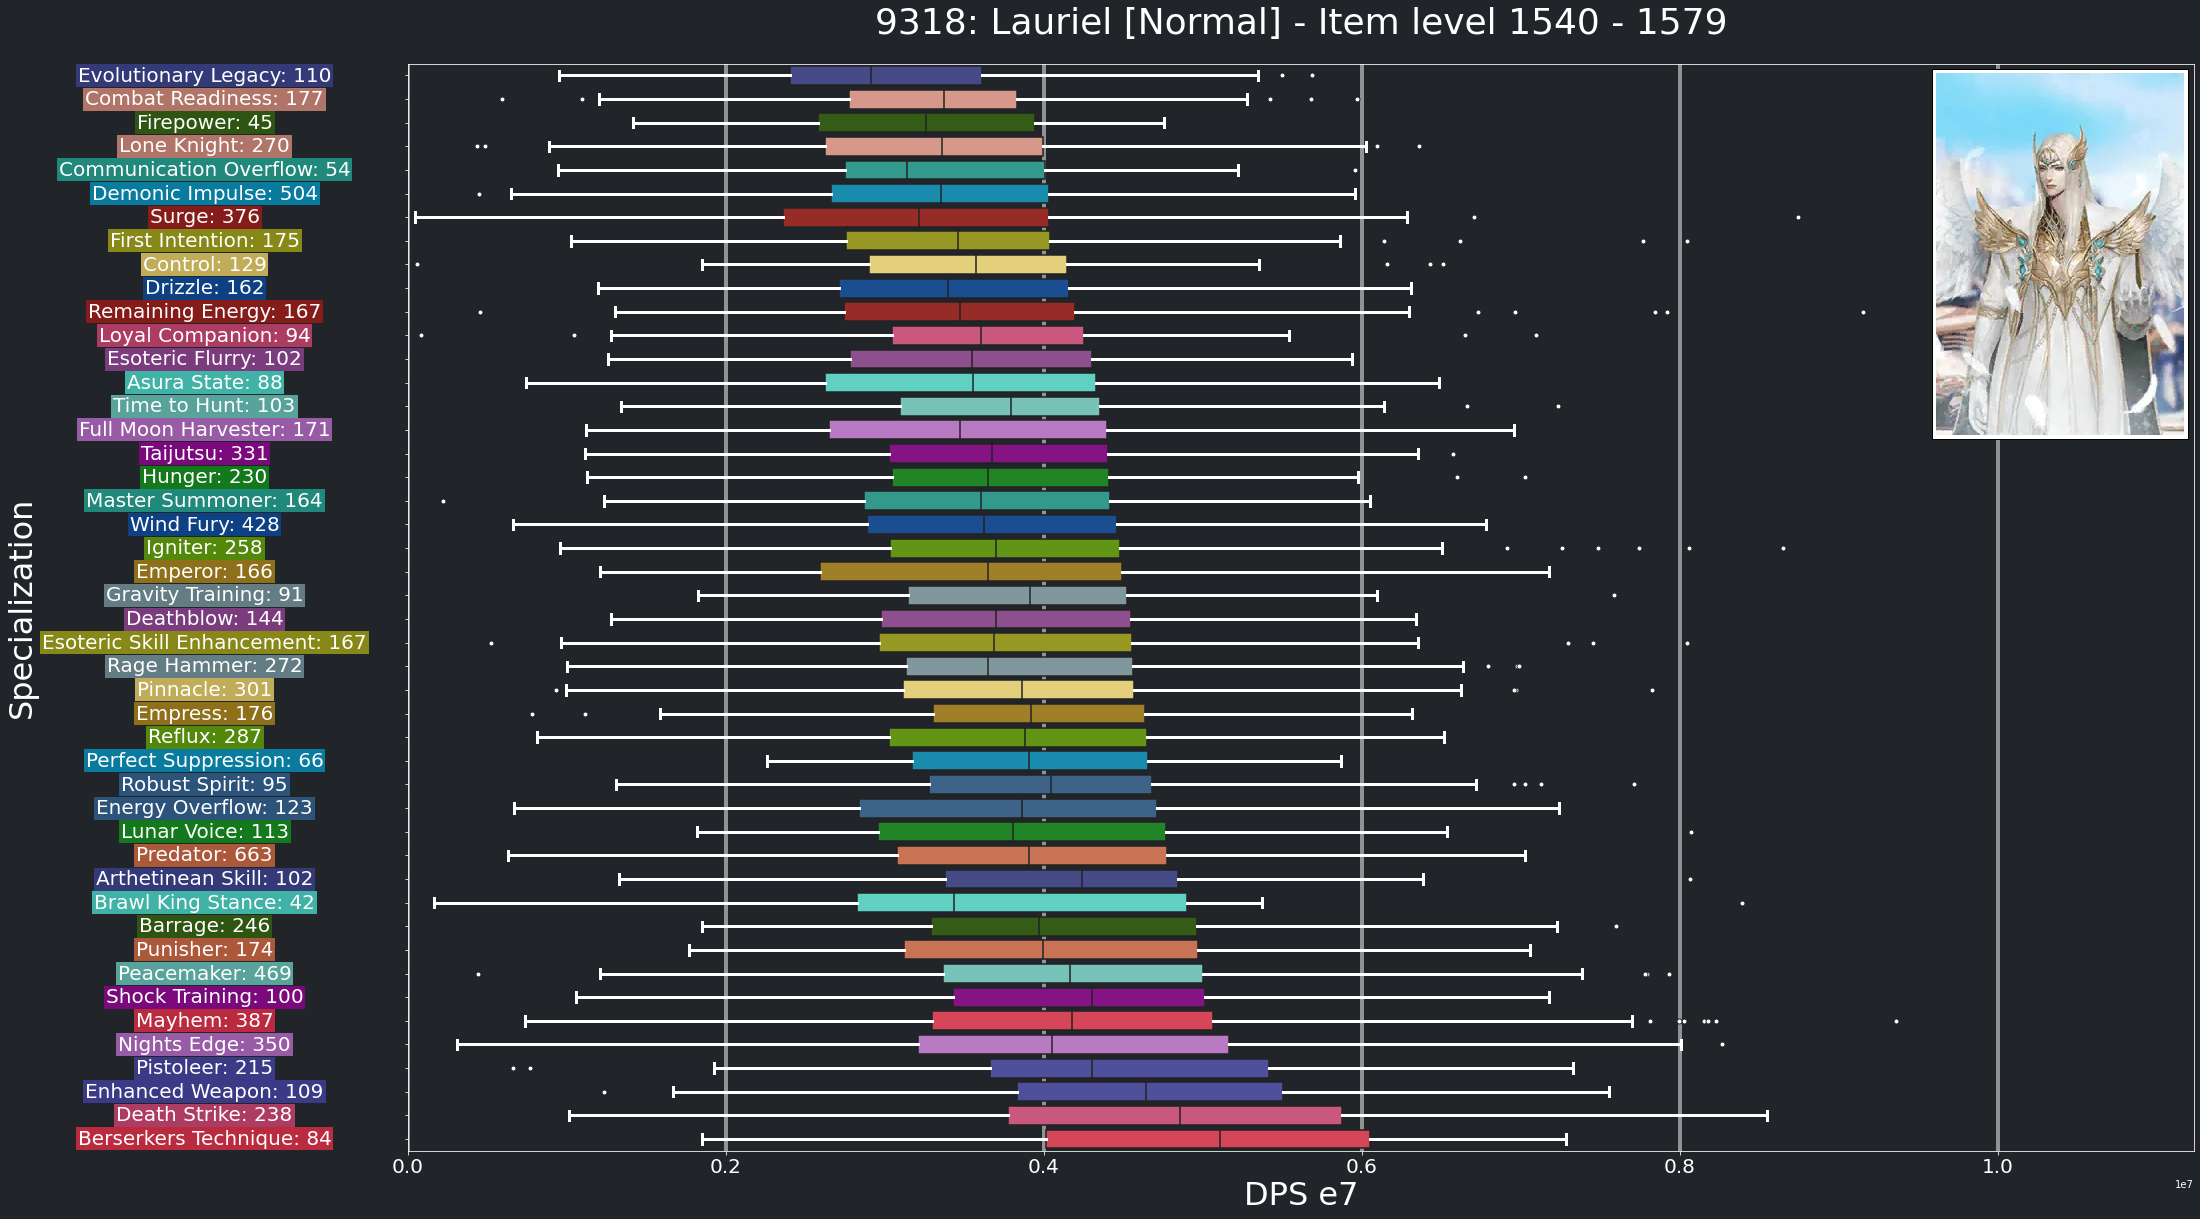 9318: Lauriel [Normal] - Item level 1540 - 1579
Evolutionary Legacy: 110
Combat Readiness: 177
Firepower: 45
Lone Knight: 270
Communication Overflow: 54
Demonic Impulse: 504
Surge: 376
First Intention: 175
Control: 129
Drizzle: 162
Remaining Energy: 167
Loyal Companion: 94
Esoteric Flurry: 102
Asura State: 88
Time to Hunt: 103
Full Moon Harvester: 171
Taijutsu: 331
Hunger: 230
Master Summoner: 164
Wind Fury: 428
Igniter: 258
Emperor: 166
Gravity Training: 91
Deathblow: 144
Esoteric Skill Enhancement: 167
Rage Hammer: 272
Pinnacle: 301
Empress: 176
Reflux: 287
Perfect Suppression: 66
Robust Spirit: 95
Energy Overflow: 123
Lunar Voice: 113
Predator: 663
Arthetinean Skill: 102
Brawl King Stance: 42
Barrage: 246
Punisher: 174
Peacemaker: 469
Shock Training: 100
Mayhem: 387
Nights Edge: 350
Pistoleer: 215
Enhanced Weapon: 109
Death Strike: 238
Berserkers Technique: 84
Specialization
0.0 0.2 0.4 0.6 0.8 1.0
1e7
DPS e7